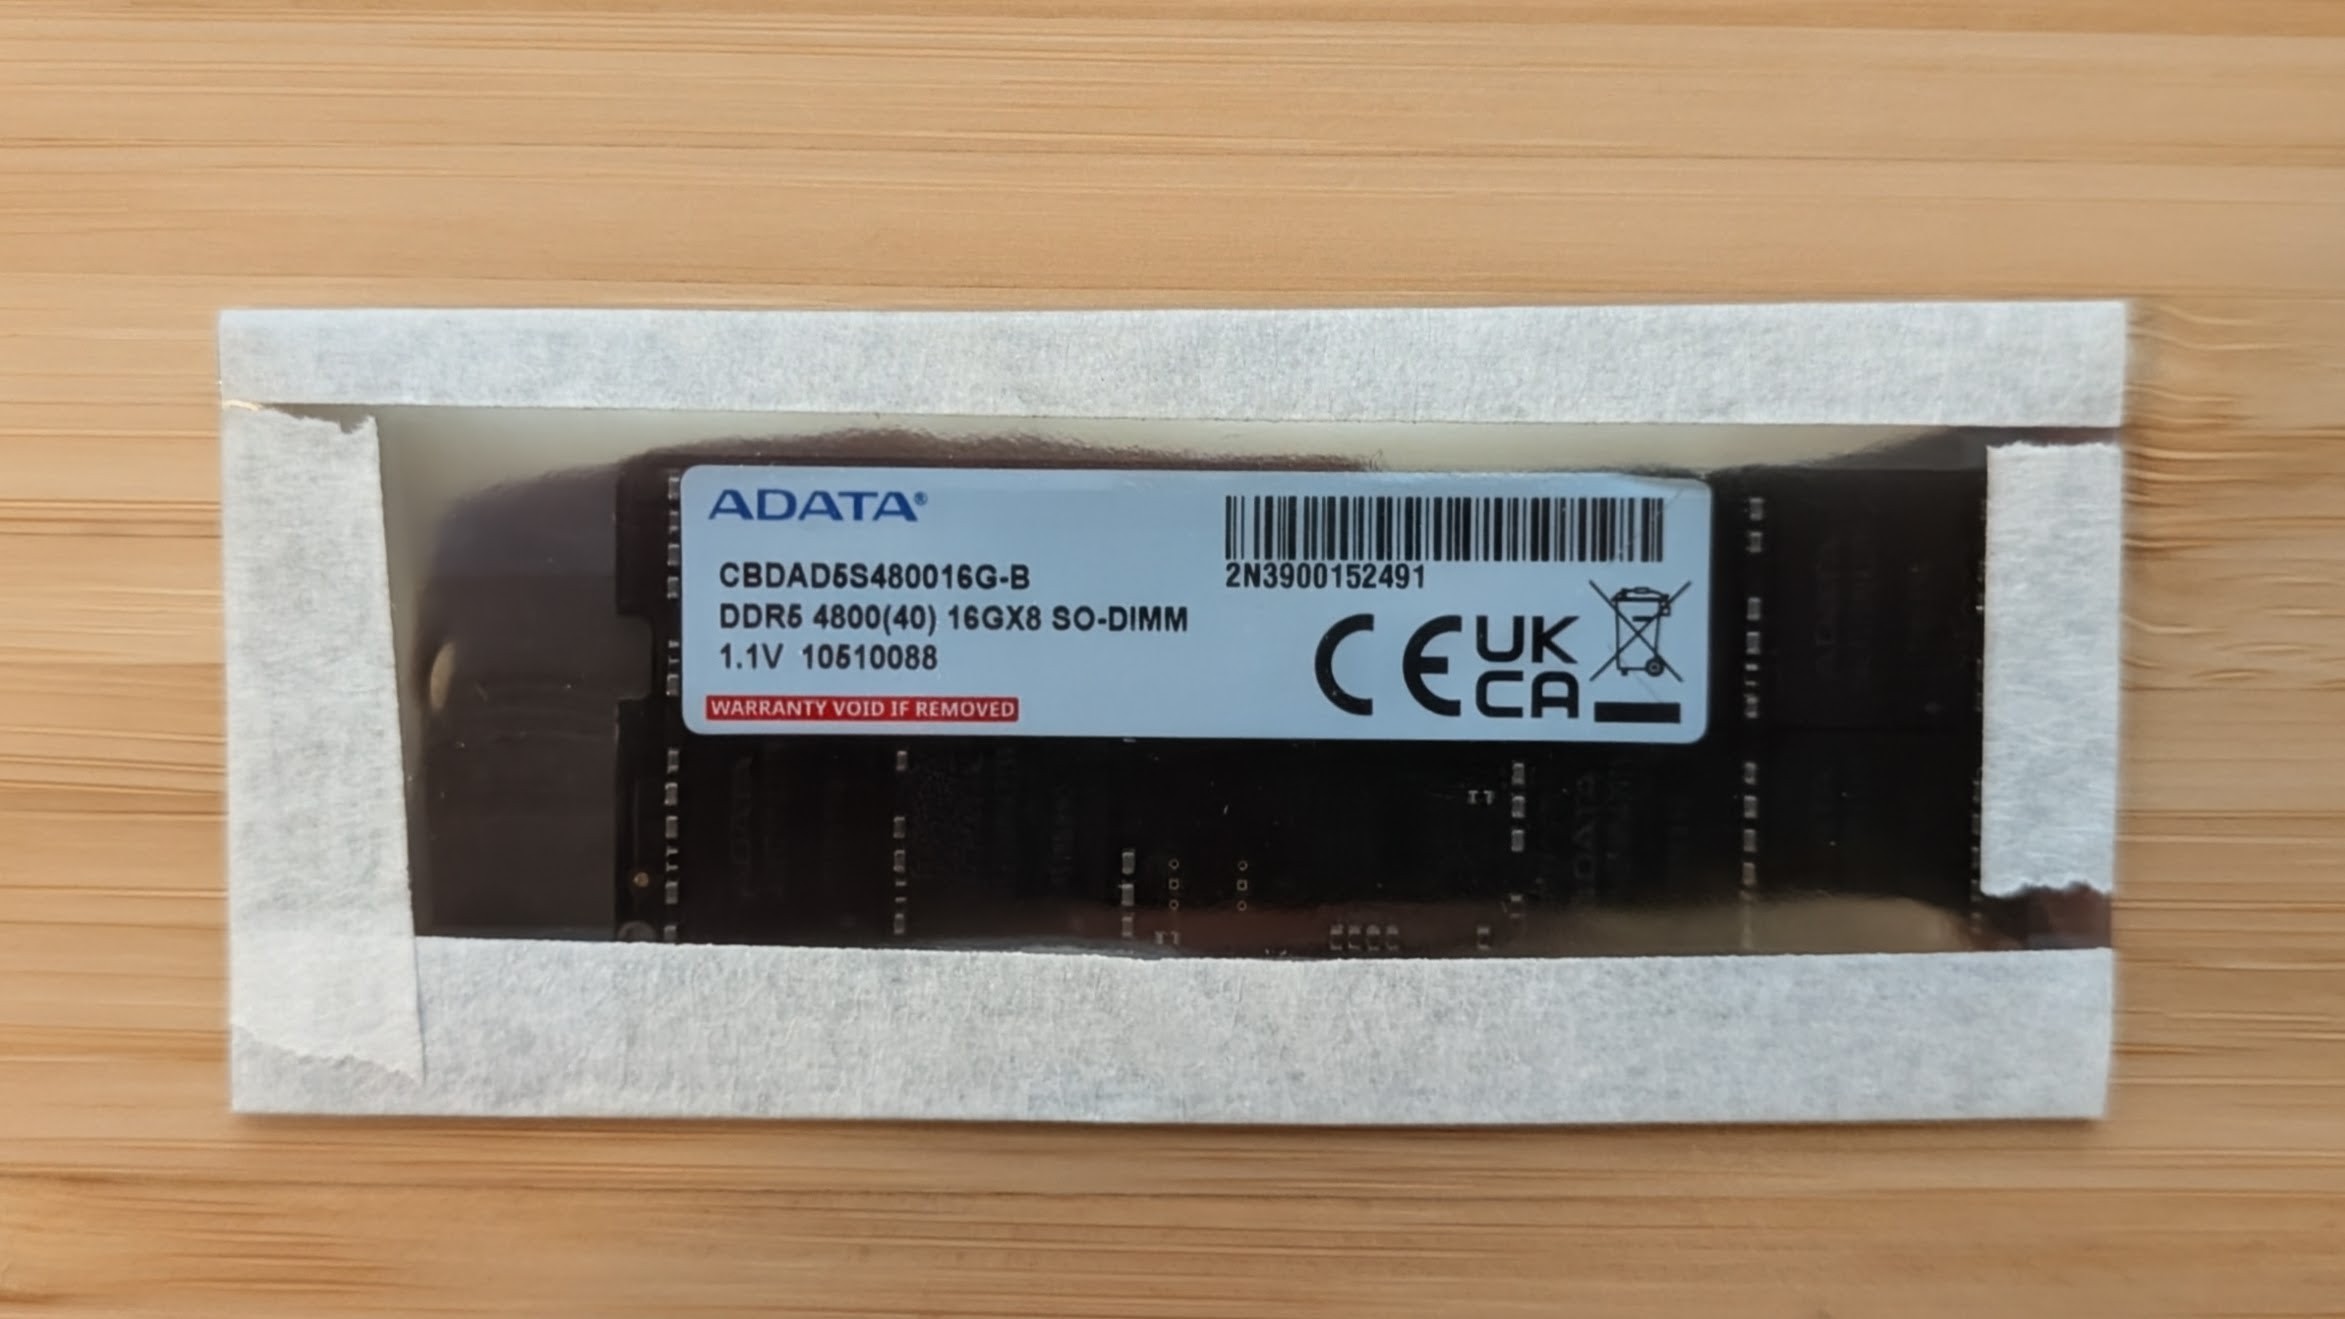 ADATA®
CBDAD5S480016G-B
DDR5 4800(40) 16GX8 SO-DIMM
1.1V 10510088
WARRANTY VOID IF REMOVED
2N3900152491
CE UK
CA